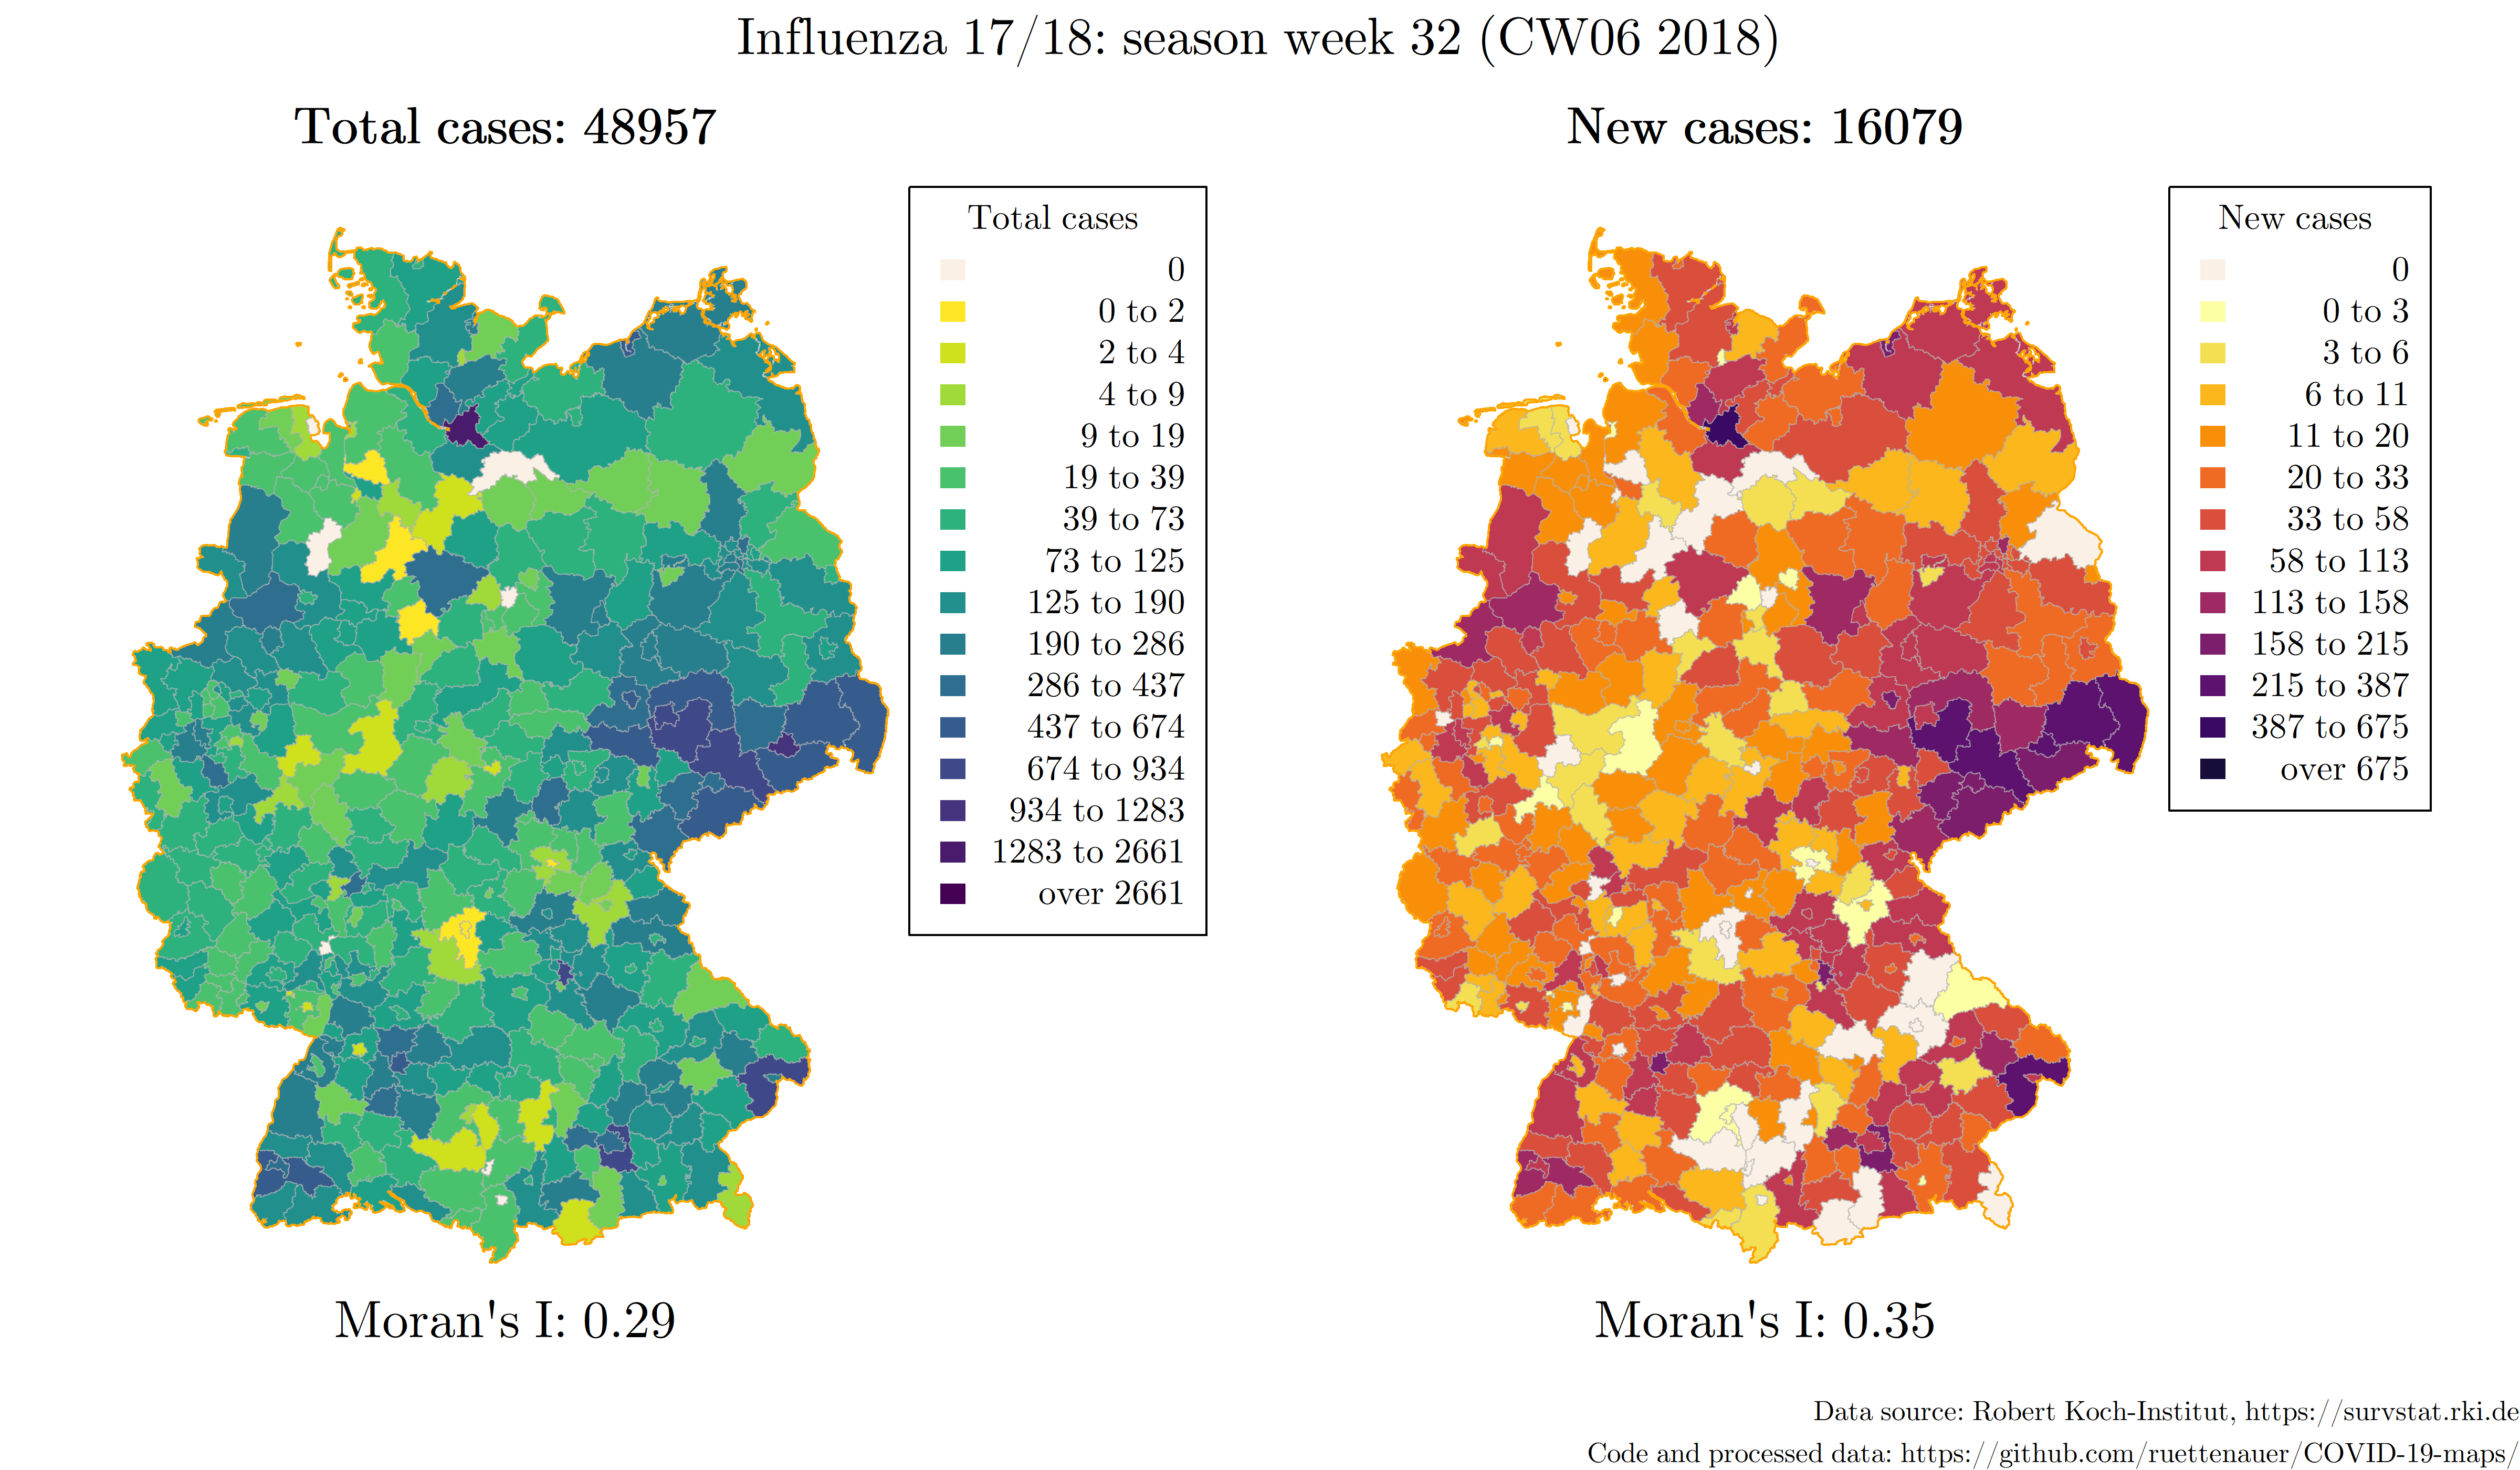 Influenza 17/18: season week 32 (CW06 2018)
Total cases: 48957
Total cases
0
0 to 2
2 to 4
4 to 9
9 to 19
19 to 39
39 to 73
73 to 125
125 to 190
190 to 286
286 to 437
437 to 674
674 to 934
934 to 1283
1283 to 2661
over 2661
Moran's I: 0.29
New cases: 16079
New cases
0
0 to 3
3 to 6
6 to 11
11 to 20
20 to 33
33 to 58
58 to 113
113 to 158
158 to 215
215 to 387
387 to 675
over 675
Moran's I: 0.35
Data source: Robert Koch-Institut, https://survstat.rki.de
Code and processed data: https://github.com/ruettenauer/COVID-19-maps/